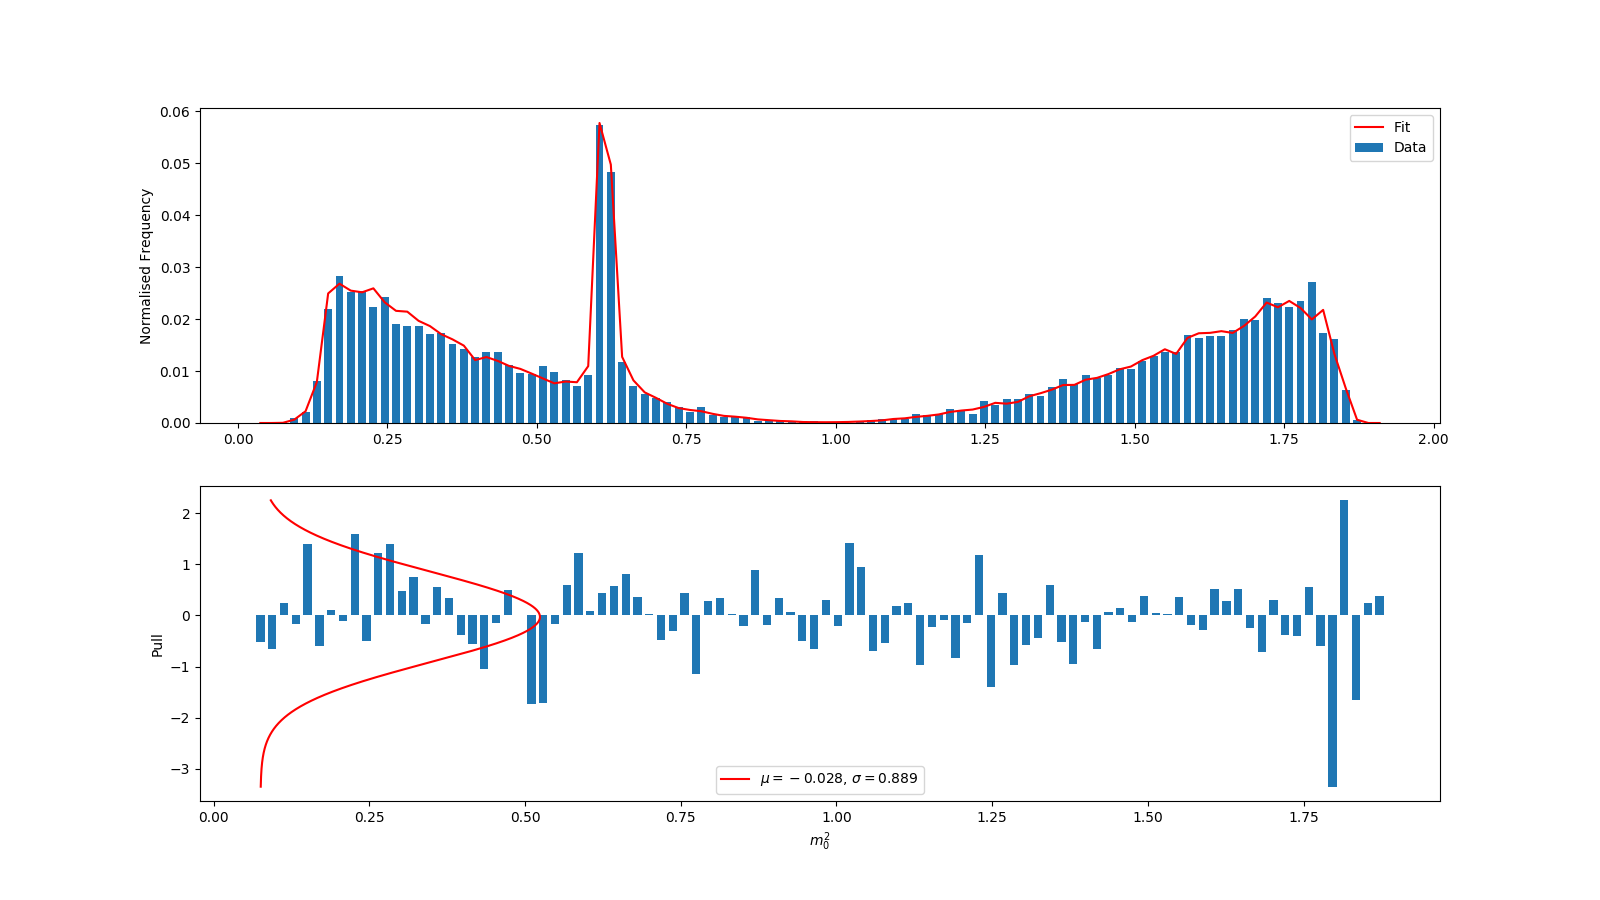 0.06
0.05
0.04
0.03
0.02
0.01
0.00
Normalised Frequency
Fit
Data
0.00 0.25 0.50 0.75 1.00 1.25 1.50 1.75 2.00
2
1
0
−1
−2
−3
Pull
μ = −0.028, σ = 0.889
0.00 0.25 0.50 0.75 1.00 1.25 1.50 1.75
m₀²